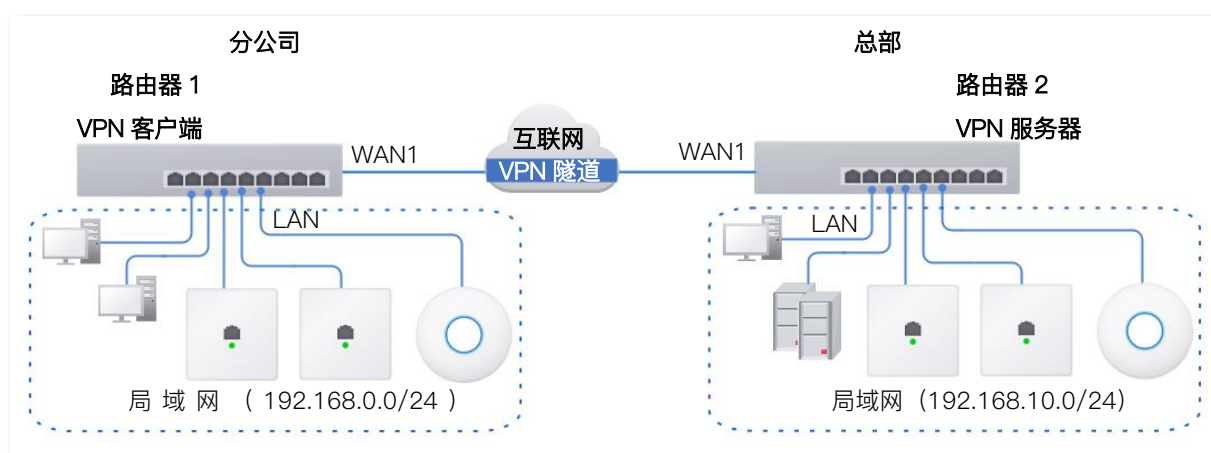 分公司
总部
路由器 1
路由器 2
VPN 客户端
互联网
VPN 服务器
WAN1
VPN 隧道
WAN1
LAN
LAN
局 域 网 （ 192.168.0.0/24 ）
局域网（192.168.10.0/24）